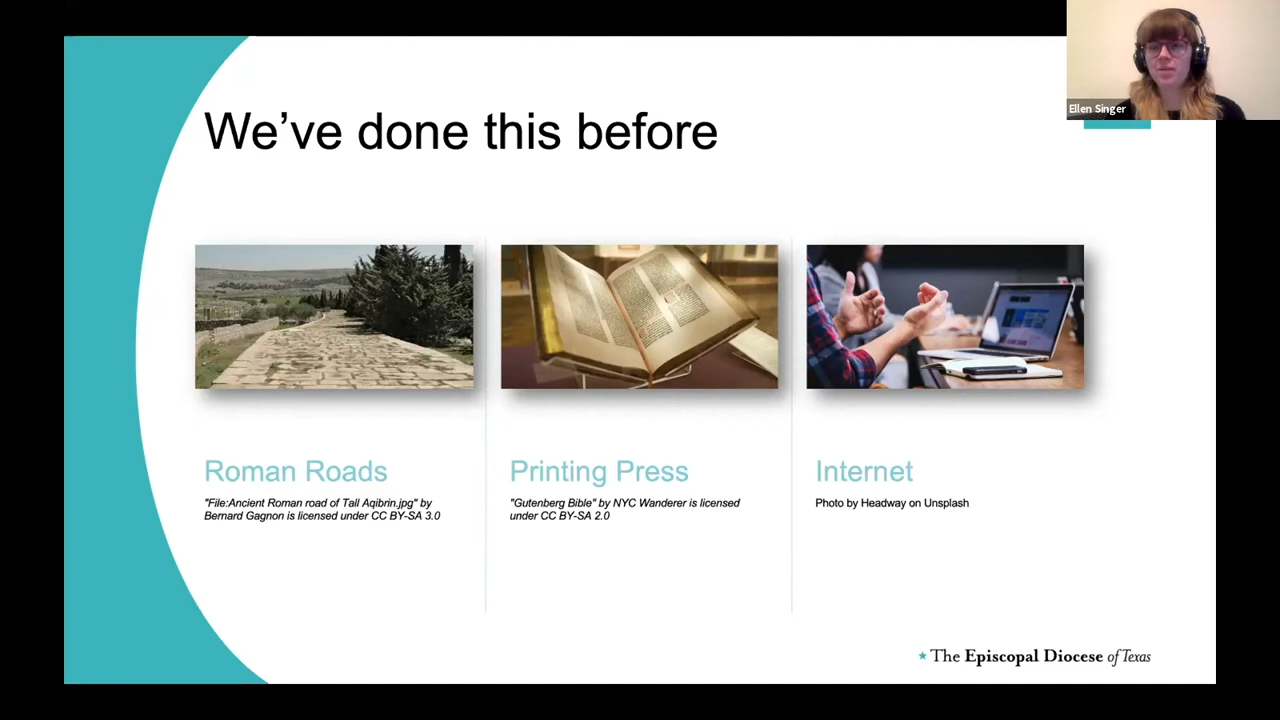 Ellen Singer
We’ve done this before
Roman Roads
"File:Ancient Roman road of Tall Aqibrin.jpg" by
Bernard Gagnon is licensed under CC BY-SA 3.0
Printing Press
"Gutenberg Bible" by NYC Wanderer is licensed
under CC BY-SA 2.0
Internet
Photo by Headway on Unsplash
The Episcopal Diocese of Texas